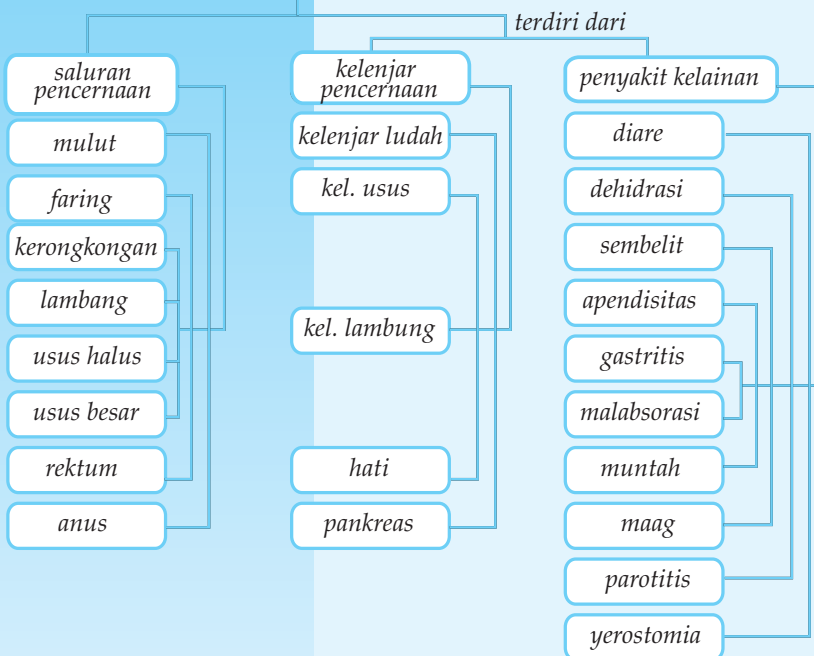 terdiri dari
saluran
pencernaan
mulut
faring
kerongkongan
lambang
usus halus
usus besar
rektum
anus
kelenjar
pencernaan
kelenjar ludah
kel. usus
kel. lambung
hati
pankreas
penyakit kelainan
diare
dehidrasi
sembelit
apendisitas
gastritis
malabsorasi
muntah
maag
parotitis
yerostomia